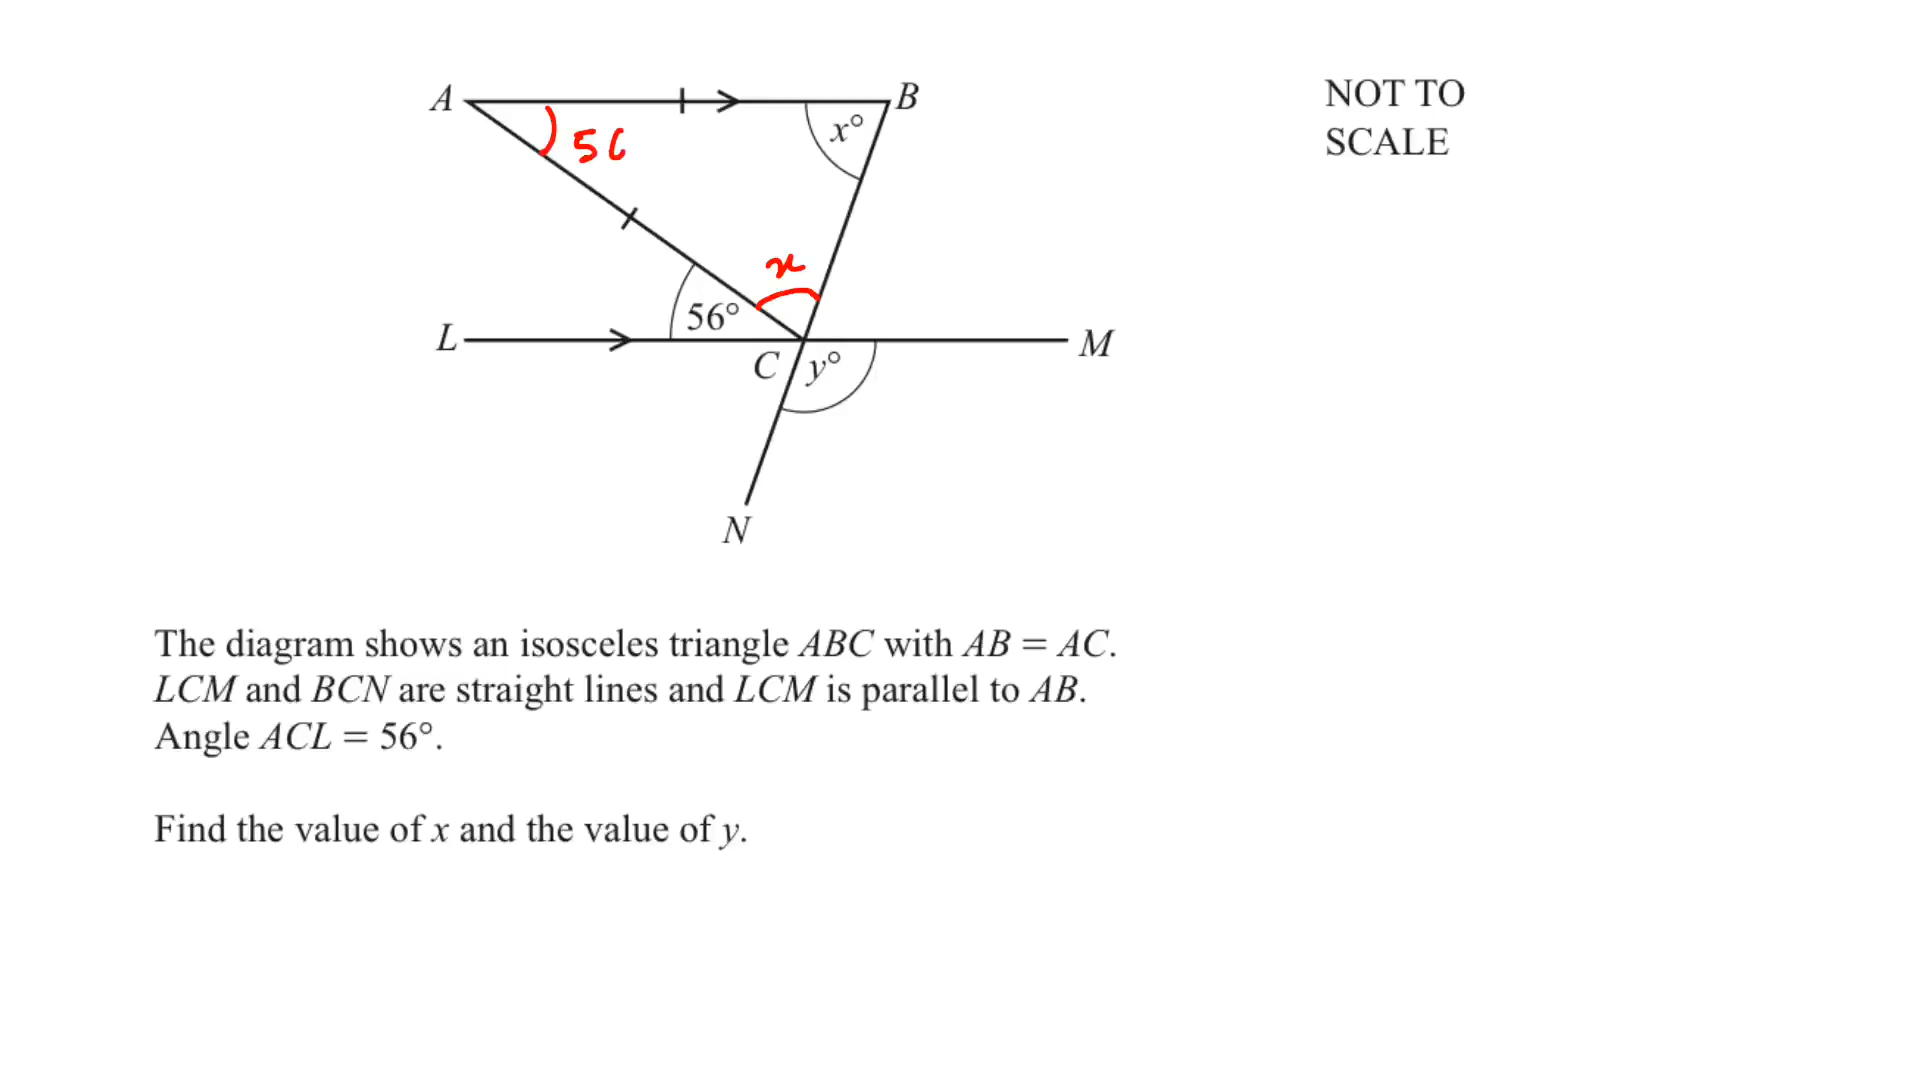 A
B
NOT TO
SCALE
x°
x
56°
L
M
C
y°
N
The diagram shows an isosceles triangle ABC with AB = AC.
LCM and BCN are straight lines and LCM is parallel to AB.
Angle ACL = 56°.
Find the value of x and the value of y.